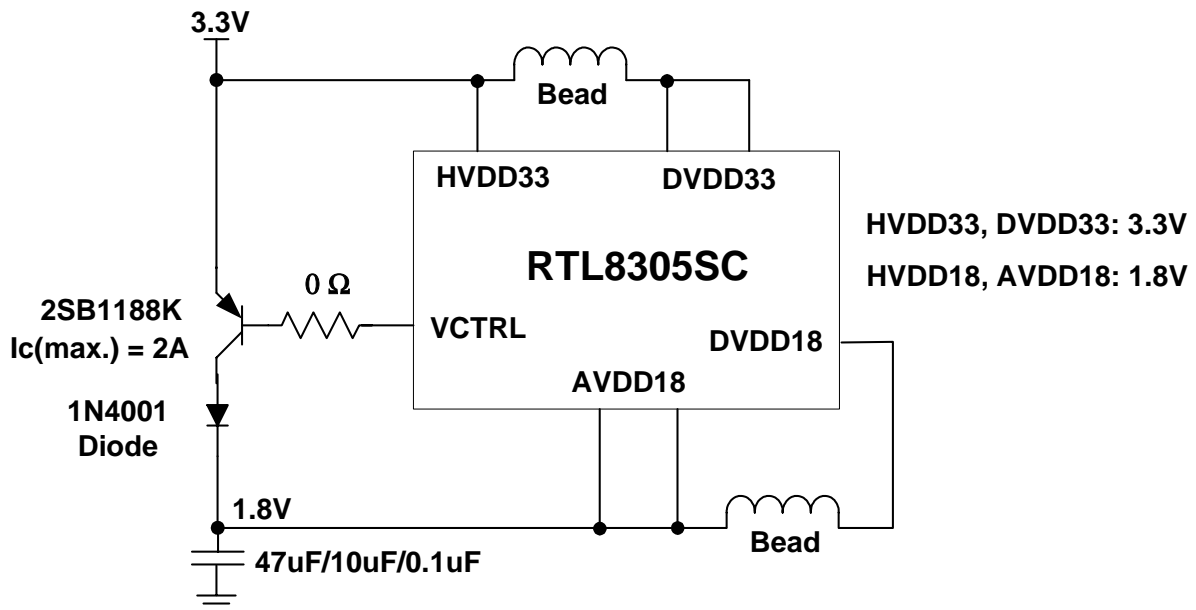 3.3V
Bead
HVDD33
DVDD33
HVDD33, DVDD33: 3.3V
RTL8305SC
HVDD18, AVDD18: 1.8V
0 Ω
2SB1188K
Ic(max.) = 2A
VCTRL
DVDD18
AVDD18
1N4001
Diode
1.8V
Bead
47uF/10uF/0.1uF